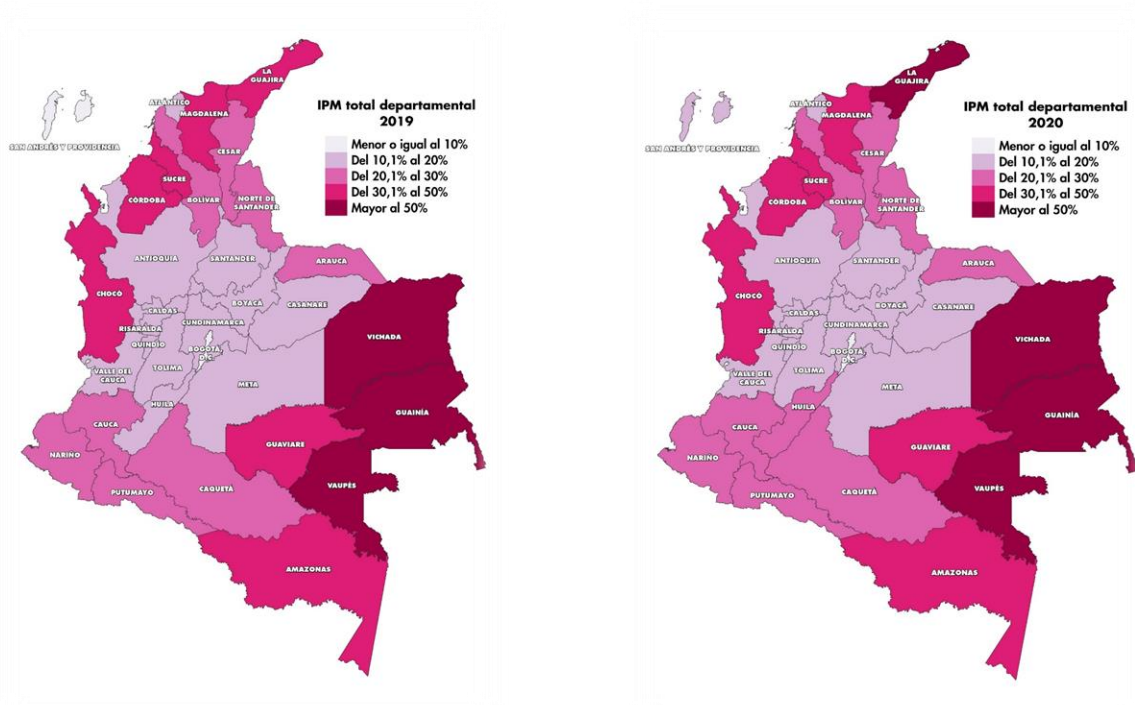 IPM total departamental
2019
Menor o igual al 10%
Del 10,1% al 20%
Del 20,1% al 30%
Del 30,1% al 50%
Mayor al 50%
LA
GUAJIRA
ATLÁNTICO
MAGDALENA
SAN ANDRÉS Y PROVIDENCIA
CESAR
SUCRE
CÓRDOBA
BOLÍVAR
NORTE DE
SANTANDER
ANTIOQUIA
SANTANDER
ARAUCA
CHOCÓ
BOYACÁ
CASANARE
CALDAS
CUNDINAMARCA
RISARALDA
VICHADA
QUINDÍO
BOGOTÁ,
D.C.
TOLIMA
VALLE DEL
CAUCA
META
HUILA
GUAINÍA
CAUCA
GUAVIARE
NARIÑO
CAQUETÁ
VAUPÉS
PUTUMAYO
AMAZONAS
IPM total departamental
2020
Menor o igual al 10%
Del 10,1% al 20%
Del 20,1% al 30%
Del 30,1% al 50%
Mayor al 50%
LA
GUAJIRA
ATLÁNTICO
MAGDALENA
SAN ANDRÉS Y PROVIDENCIA
CESAR
SUCRE
CÓRDOBA
BOLÍVAR
NORTE DE
SANTANDER
ANTIOQUIA
SANTANDER
ARAUCA
CHOCÓ
BOYACÁ
CASANARE
CALDAS
CUNDINAMARCA
RISARALDA
VICHADA
QUINDÍO
BOGOTÁ,
D.C.
TOLIMA
VALLE DEL
CAUCA
META
HUILA
GUAINÍA
CAUCA
GUAVIARE
NARIÑO
CAQUETÁ
VAUPÉS
PUTUMAYO
AMAZONAS